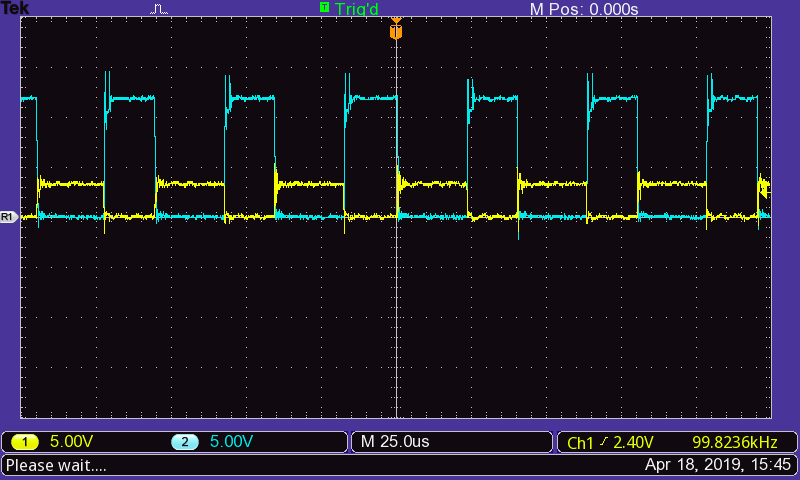 Tek T Trig'd M Pos: 0.000s
T
R1
1 5.00V 2 5.00V M 25.0us Ch1 2.40V 99.8236kHz
Please wait.... Apr 18, 2019, 15:45